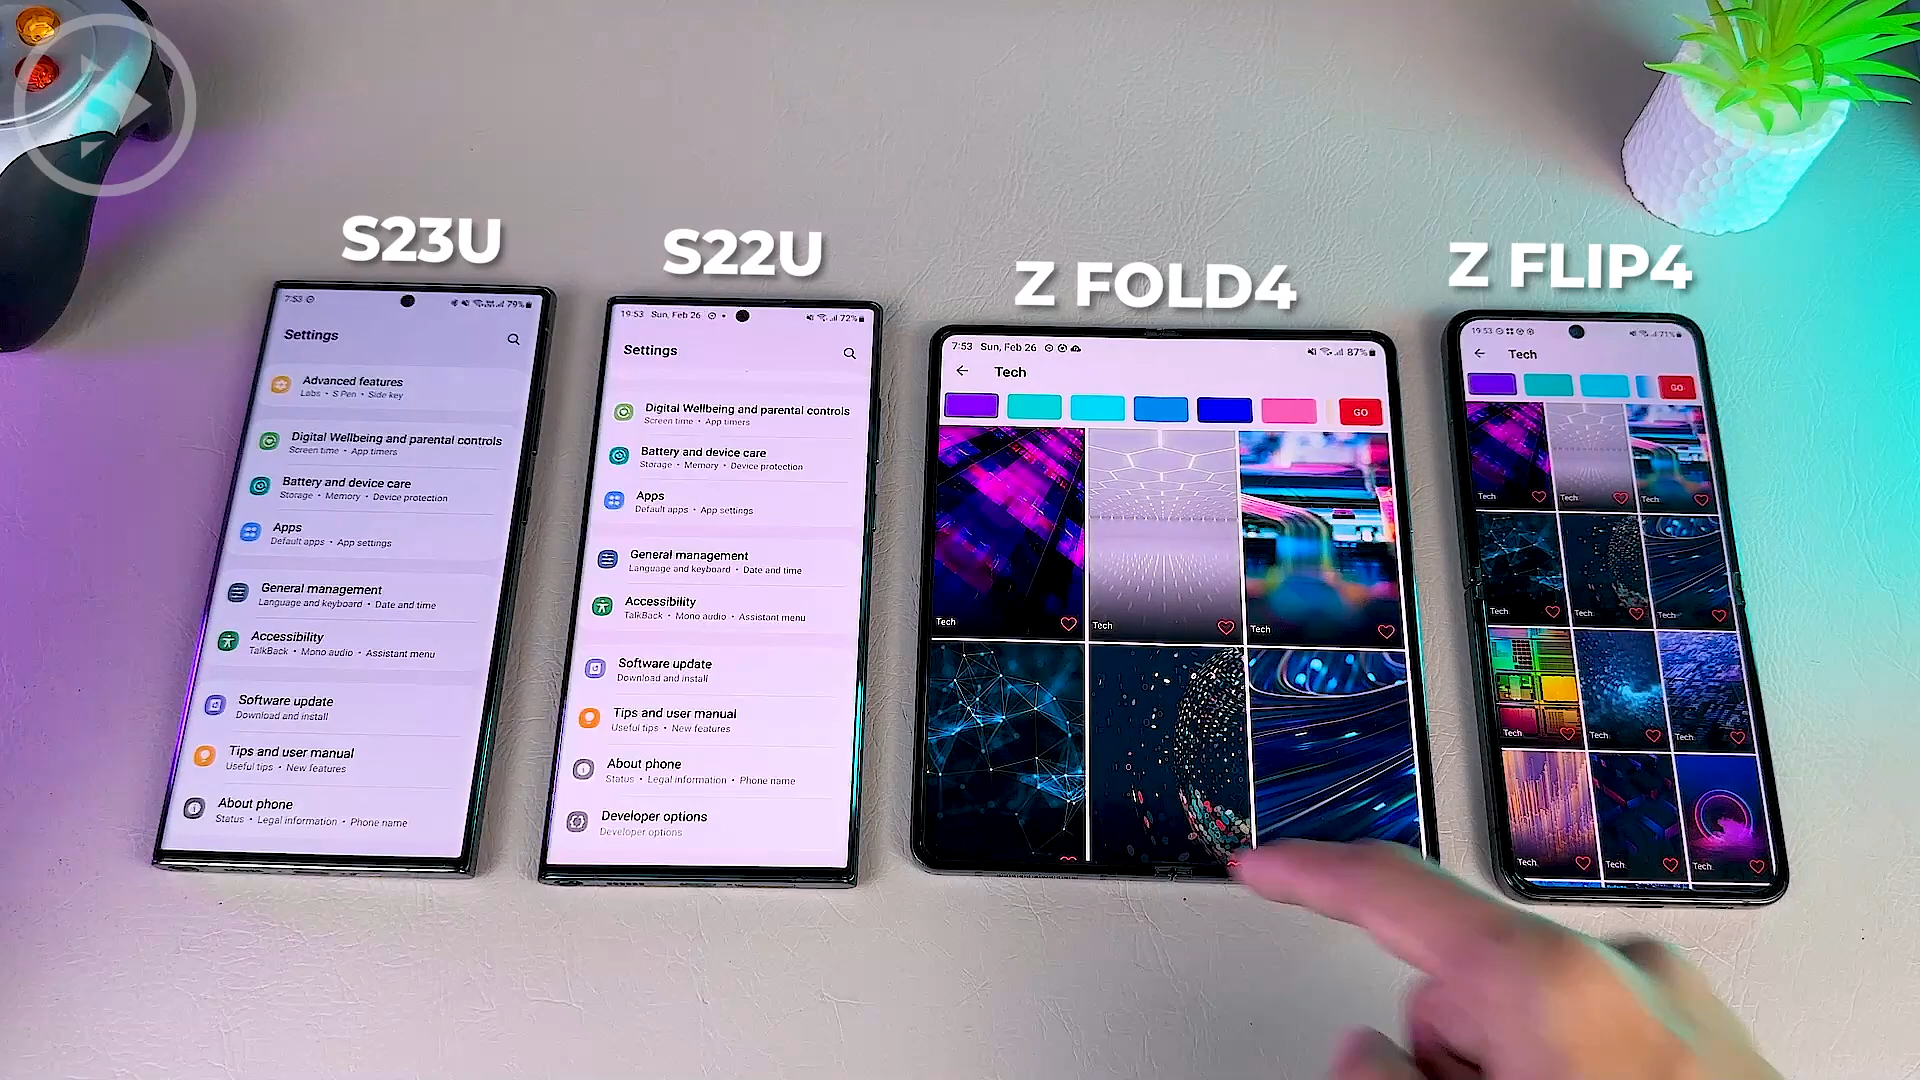 S23U
7:53
79%
Settings
Advanced features
Labs • S Pen • Side key
Digital Wellbeing and parental controls
Screen time • App timers
Battery and device care
Storage • Memory • Device protection
Apps
Default apps • App settings
General management
Language and keyboard • Date and time
Accessibility
TalkBack • Mono audio • Assistant menu
Software update
Download and install
Tips and user manual
Useful tips • New features
About phone
Status • Legal information • Phone name
S22U
19:53 Sun, Feb 26
72%
Settings
Digital Wellbeing and parental controls
Screen time • App timers
Battery and device care
Storage • Memory • Device protection
Apps
Default apps • App settings
General management
Language and keyboard • Date and time
Accessibility
TalkBack • Mono audio • Assistant menu
Software update
Download and install
Tips and user manual
Useful tips • New features
About phone
Status • Legal information • Phone name
Developer options
Developer options
Z FOLD4
7:53 Sun, Feb 26
87%
Tech
GO
Tech
Tech
Tech
Z FLIP4
19:53
71%
Tech
GO
Tech
Tech
Tech
Tech
Tech
Tech
Tech
Tech
Tech
Tech
Tech
Tech